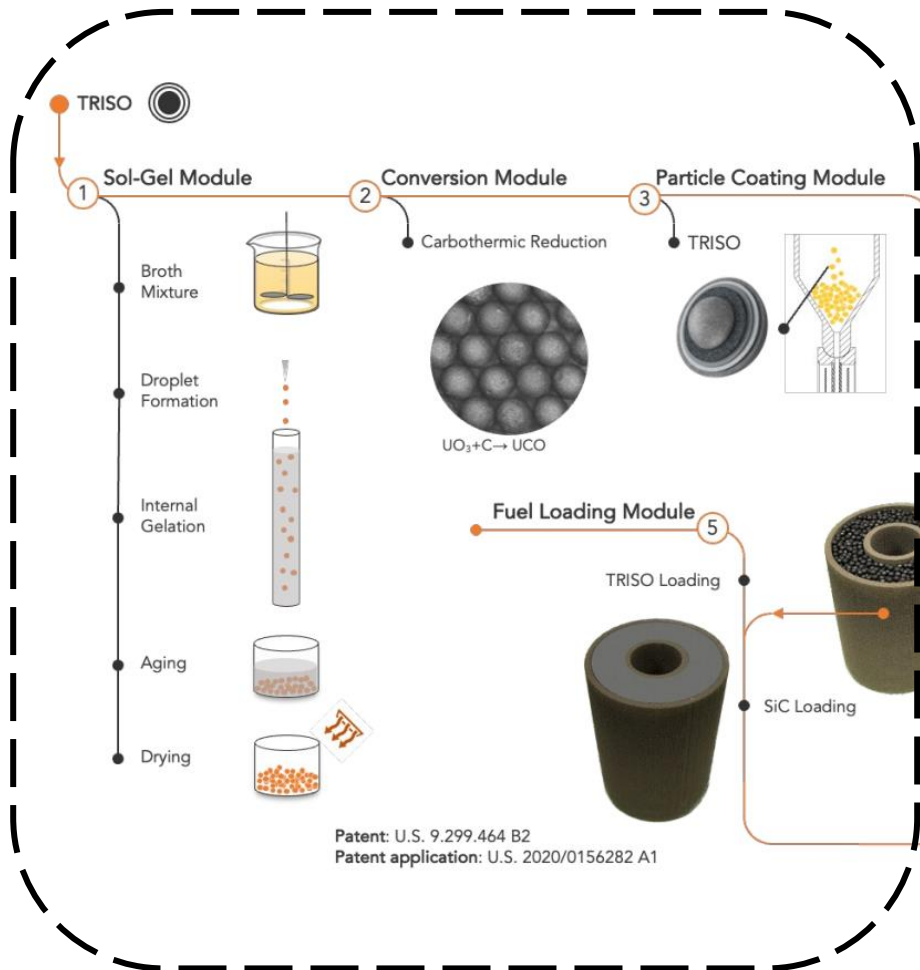 TRISO
1
Sol-Gel Module
2
Conversion Module
3
Particle Coating Module
Broth
Mixture
Droplet
Formation
Internal
Gelation
Aging
Drying
Carbothermic Reduction
UO₃+C→ UCO
TRISO
Fuel Loading Module
5
TRISO Loading
SiC Loading
Patent: U.S. 9.299.464 B2
Patent application: U.S. 2020/0156282 A1